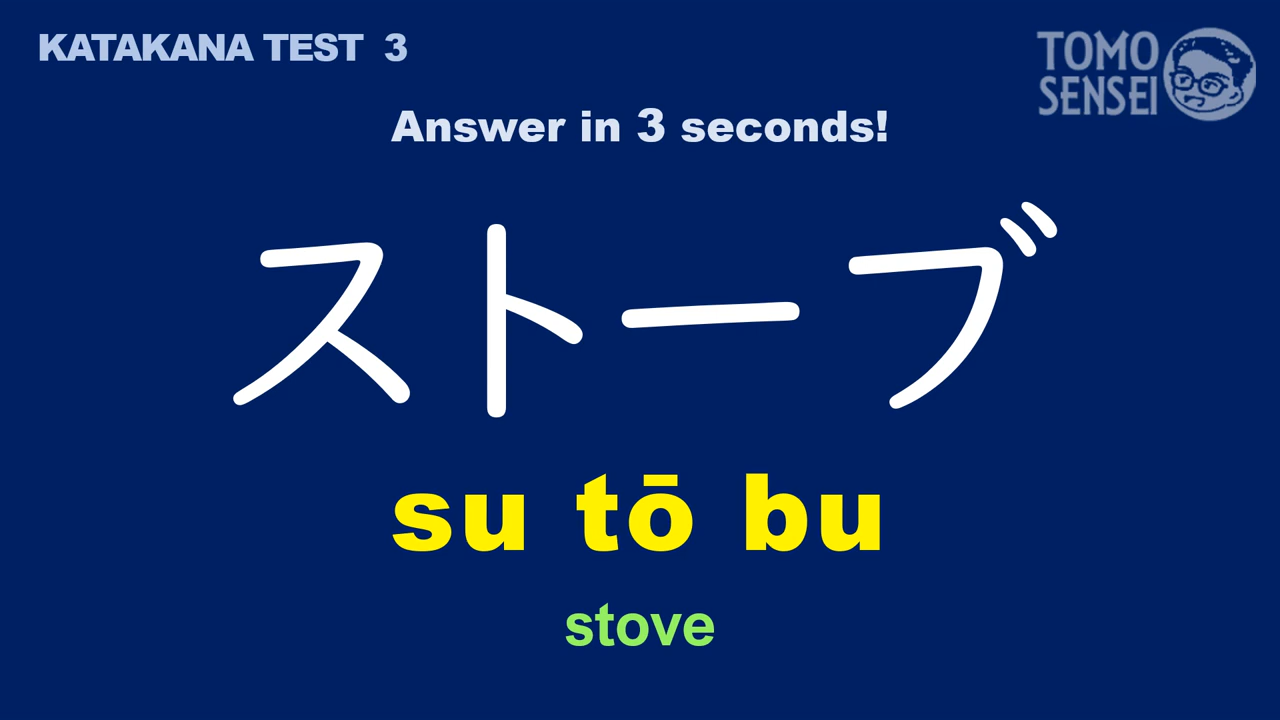 KATAKANA TEST 3
TOMO
SENSEI
Answer in 3 seconds!
ストーブ
su tō bu
stove